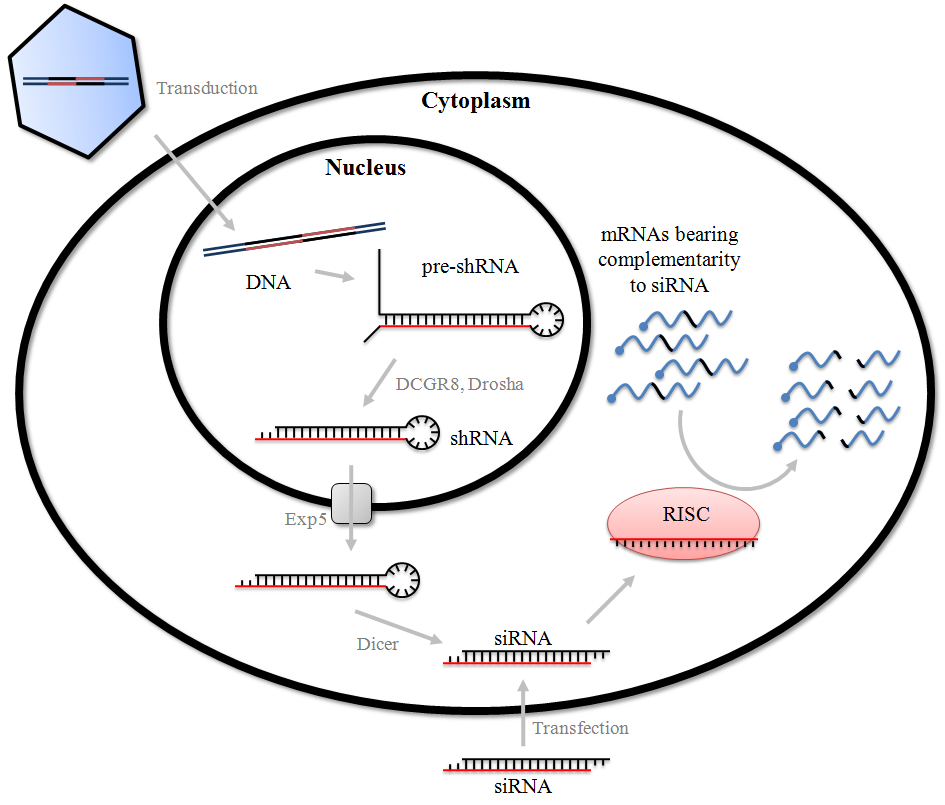 Transduction
Cytoplasm
Nucleus
DNA
pre-shRNA
mRNAs bearing
complementarity
to siRNA
DCGR8, Drosha
shRNA
Exp5
RISC
Dicer
siRNA
Transfection
siRNA